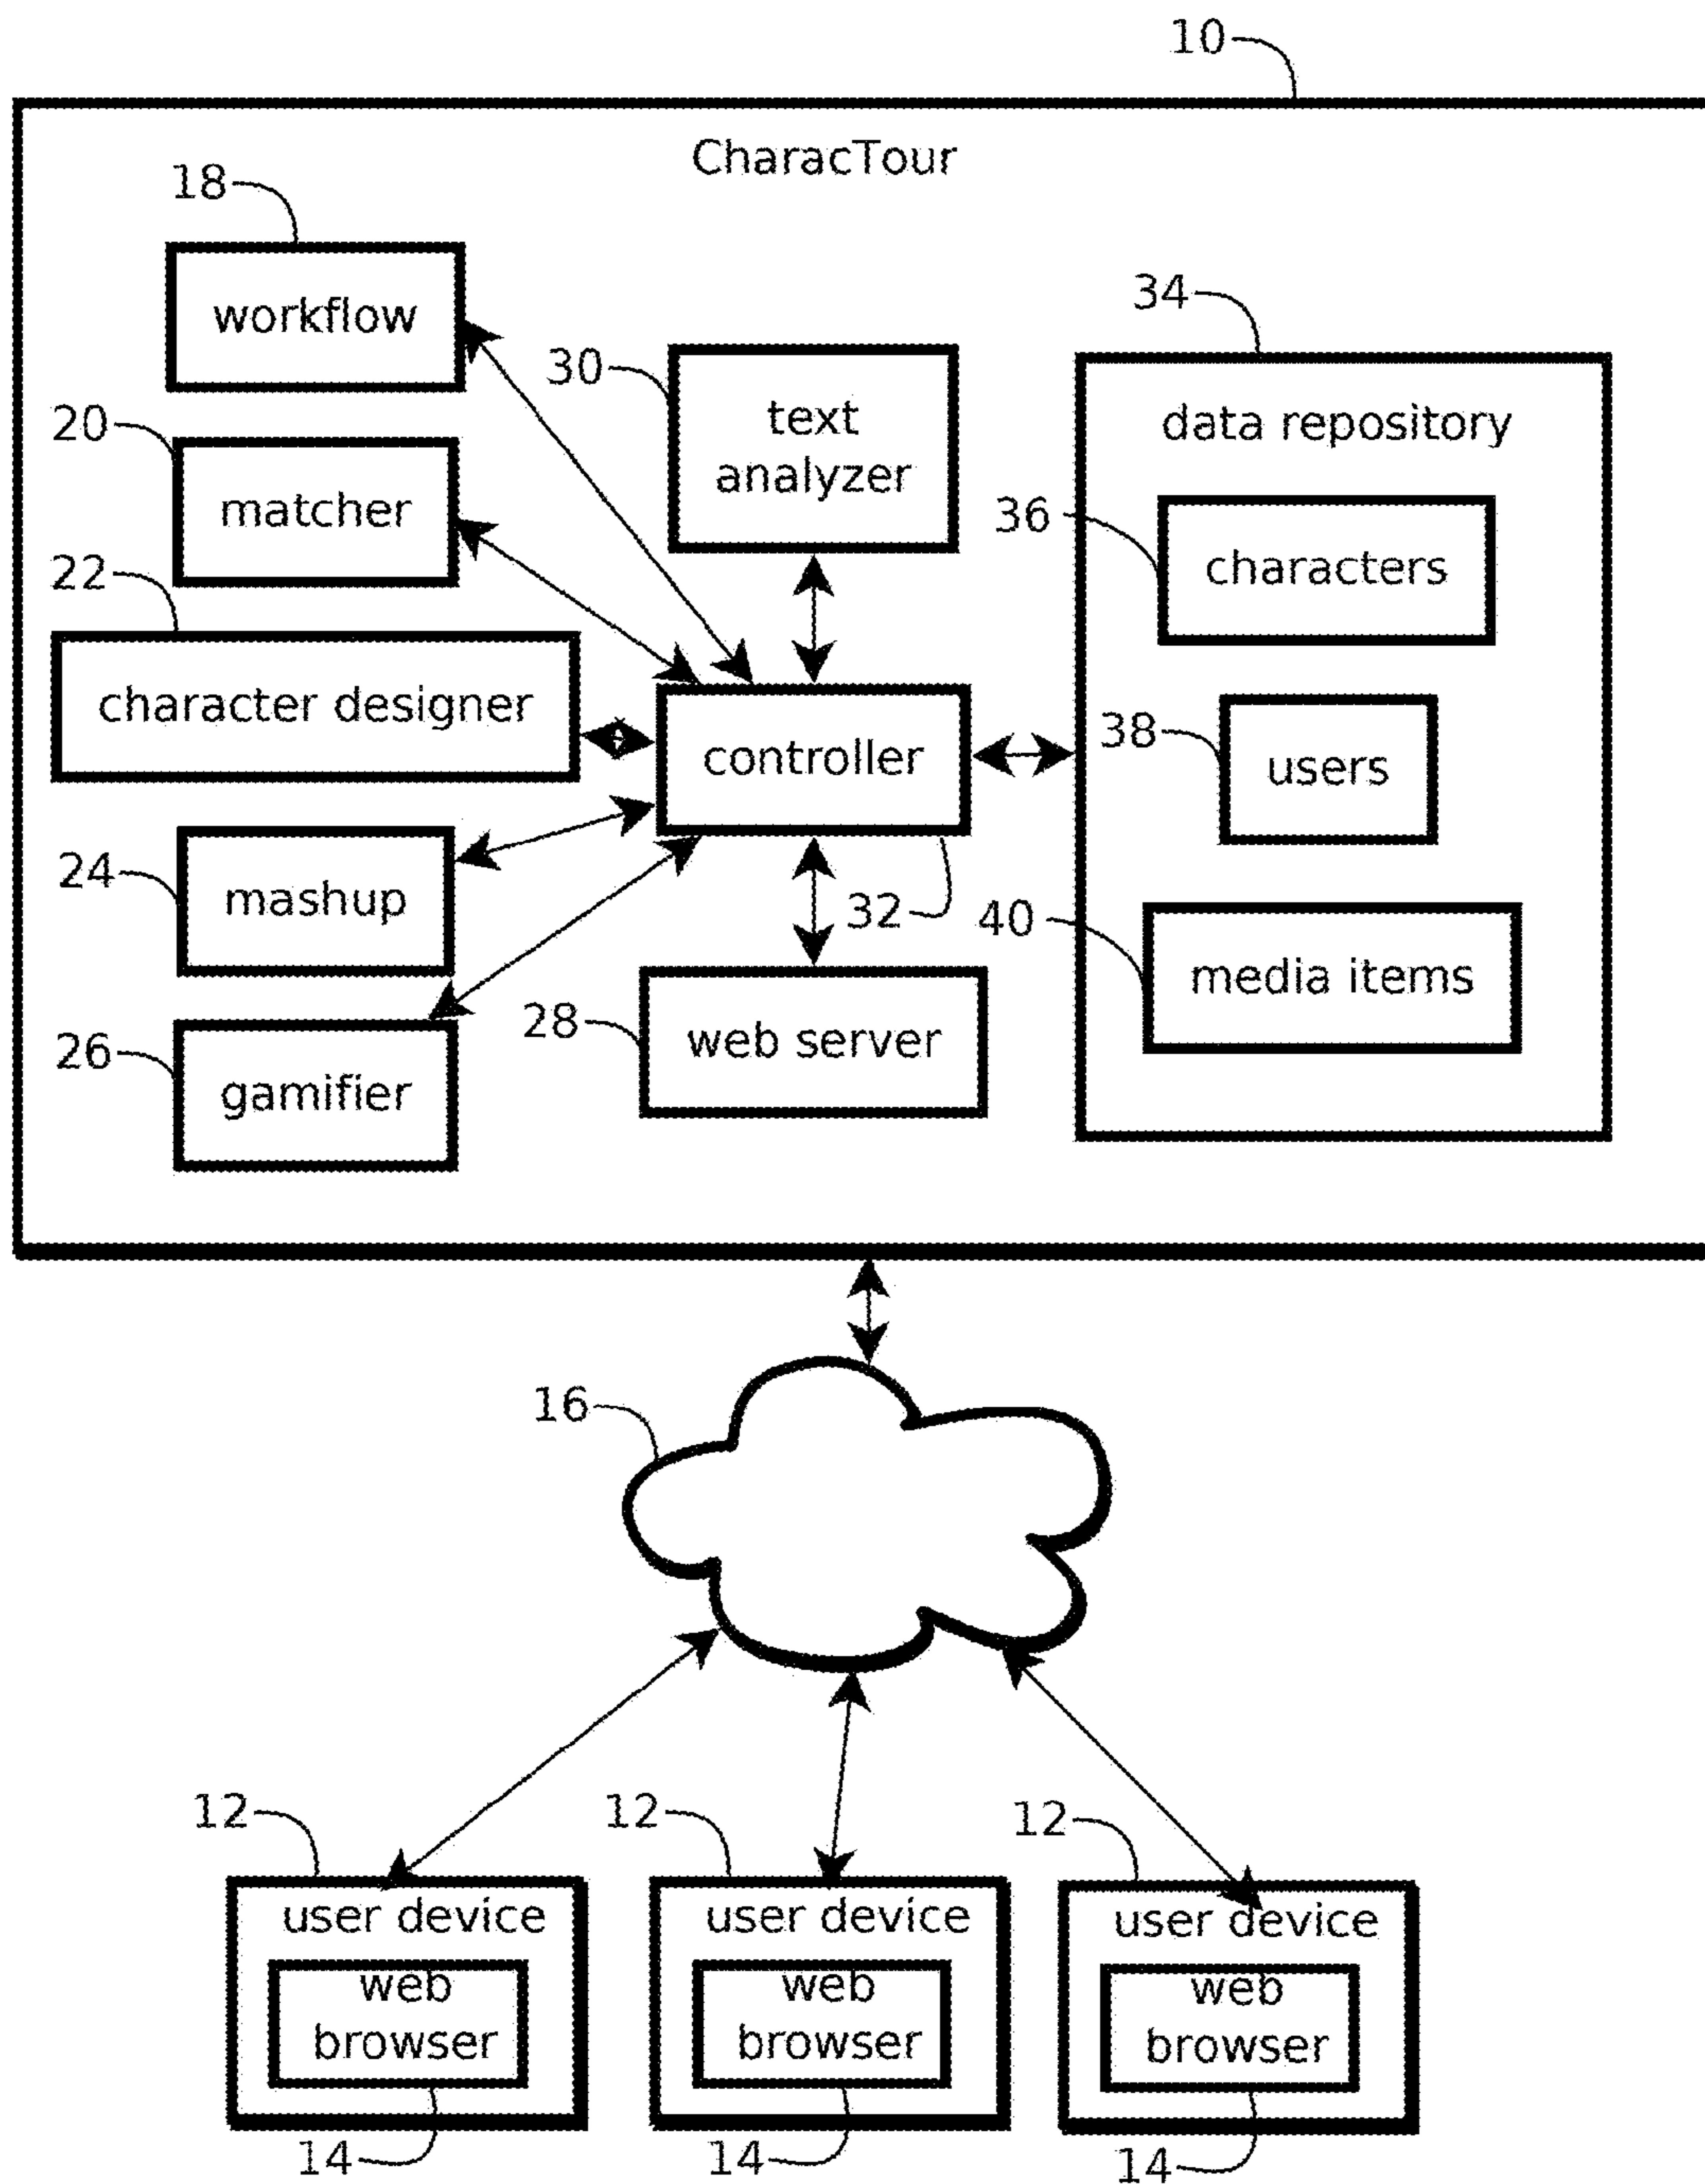 10
CharacTour
18
workflow
34
30
text
analyzer
data repository
20
matcher
36
characters
22
character designer
controller
38
users
24
mashup
32
40
media items
28
web server
26
gamifier
16
12
12
12
user device
user device
user device
web
browser
web
browser
web
browser
14
14
14